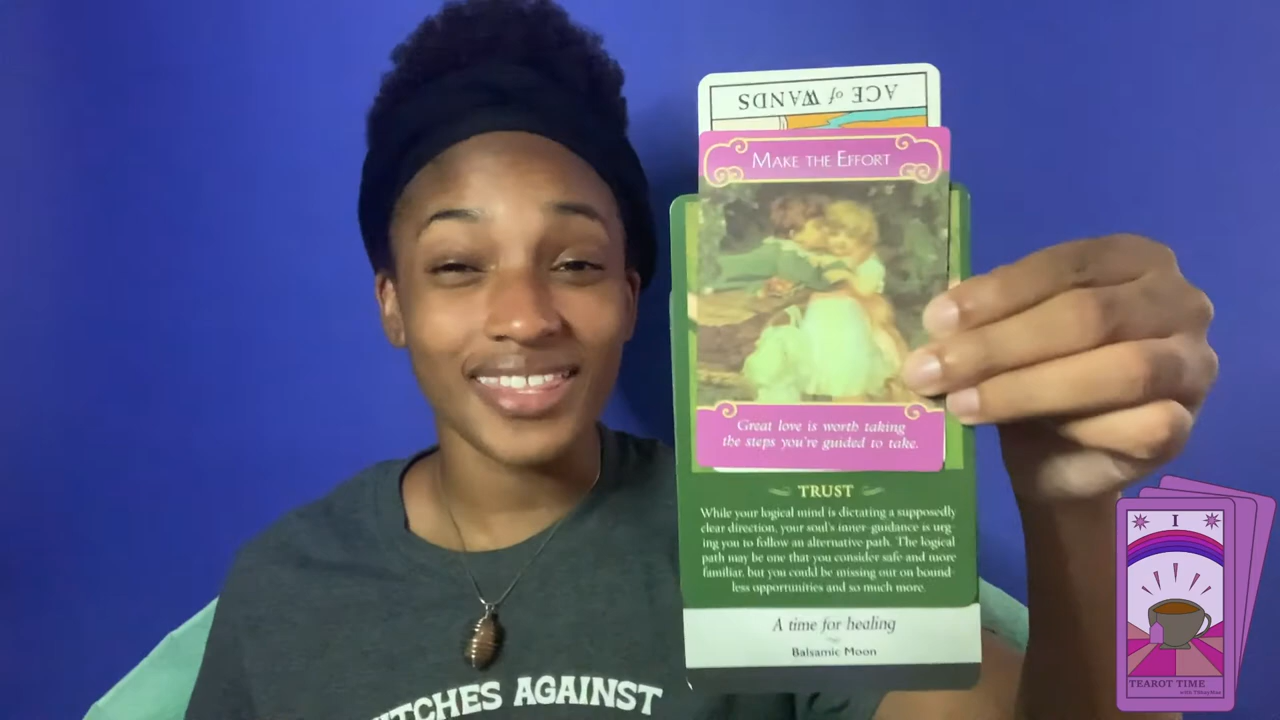 ACE of WANDS
MAKE THE EFFORT
Great love is worth taking
the steps you're guided to take.
TRUST
While your logical mind is dictating a supposedly
clear direction, your soul's inner-guidance is urg-
ing you to follow an alternative path. The logical
path may be one that you consider safe and more
familiar, but you could be missing out on bound-
less opportunities and so much more.
A time for healing
Balsamic Moon
ITCHES AGAINST
I
TEAROT TIME